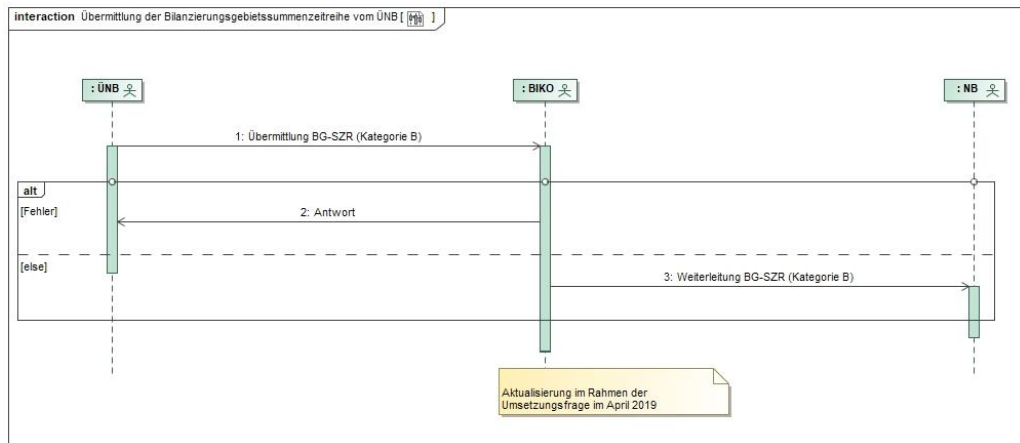 interaction Übermittlung der Bilanzierungsgebietssummenzeitreihe vom ÜNB [ ]
: ÜNB
: BIKO
: NB
1: Übermittlung BG-SZR (Kategorie B)
alt
[Fehler]
2: Antwort
[else]
3: Weiterleitung BG-SZR (Kategorie B)
Aktualisierung im Rahmen der
Umsetzungsfrage im April 2019